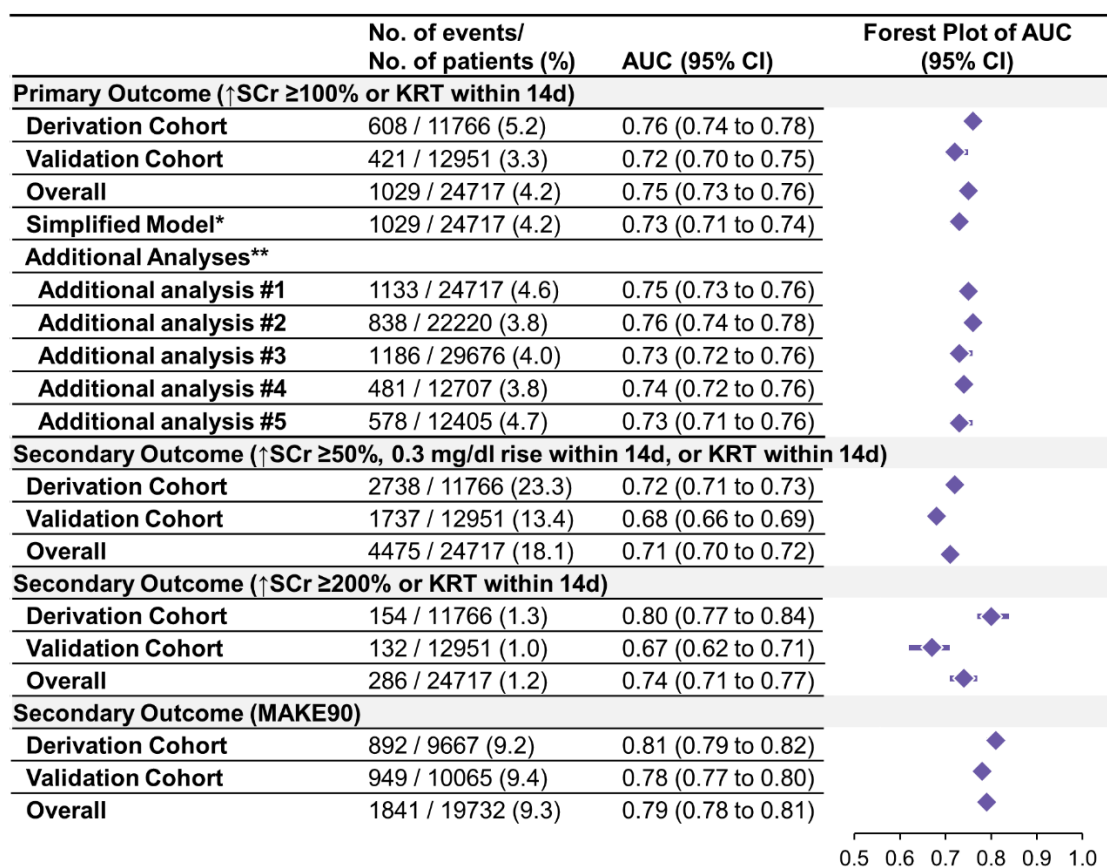 No. of events/ Forest Plot of AUC
No. of patients (%) AUC (95% CI) (95% CI)
Primary Outcome (↑SCr ≥100% or KRT within 14d)
Derivation Cohort 608 / 11766 (5.2) 0.76 (0.74 to 0.78)
Validation Cohort 421 / 12951 (3.3) 0.72 (0.70 to 0.75)
Overall 1029 / 24717 (4.2) 0.75 (0.73 to 0.76)
Simplified Model* 1029 / 24717 (4.2) 0.73 (0.71 to 0.74)
Additional Analyses**
Additional analysis #1 1133 / 24717 (4.6) 0.75 (0.73 to 0.76)
Additional analysis #2 838 / 22220 (3.8) 0.76 (0.74 to 0.78)
Additional analysis #3 1186 / 29676 (4.0) 0.73 (0.72 to 0.76)
Additional analysis #4 481 / 12707 (3.8) 0.74 (0.72 to 0.76)
Additional analysis #5 578 / 12405 (4.7) 0.73 (0.71 to 0.76)
Secondary Outcome (↑SCr ≥50%, 0.3 mg/dl rise within 14d, or KRT within 14d)
Derivation Cohort 2738 / 11766 (23.3) 0.72 (0.71 to 0.73)
Validation Cohort 1737 / 12951 (13.4) 0.68 (0.66 to 0.69)
Overall 4475 / 24717 (18.1) 0.71 (0.70 to 0.72)
Secondary Outcome (↑SCr ≥200% or KRT within 14d)
Derivation Cohort 154 / 11766 (1.3) 0.80 (0.77 to 0.84)
Validation Cohort 132 / 12951 (1.0) 0.67 (0.62 to 0.71)
Overall 286 / 24717 (1.2) 0.74 (0.71 to 0.77)
Secondary Outcome (MAKE90)
Derivation Cohort 892 / 9667 (9.2) 0.81 (0.79 to 0.82)
Validation Cohort 949 / 10065 (9.4) 0.78 (0.77 to 0.80)
Overall 1841 / 19732 (9.3) 0.79 (0.78 to 0.81)
0.5 0.6 0.7 0.8 0.9 1.0